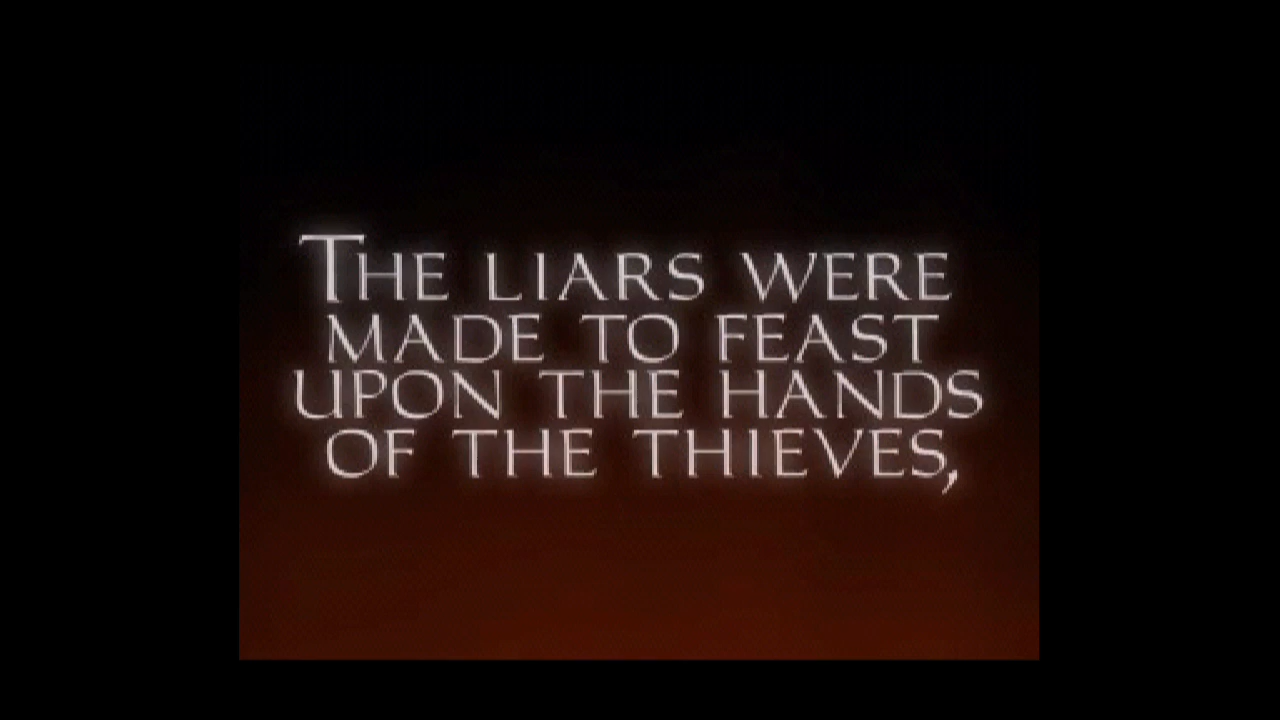 The liars were
made to feast
upon the hands
of the thieves,